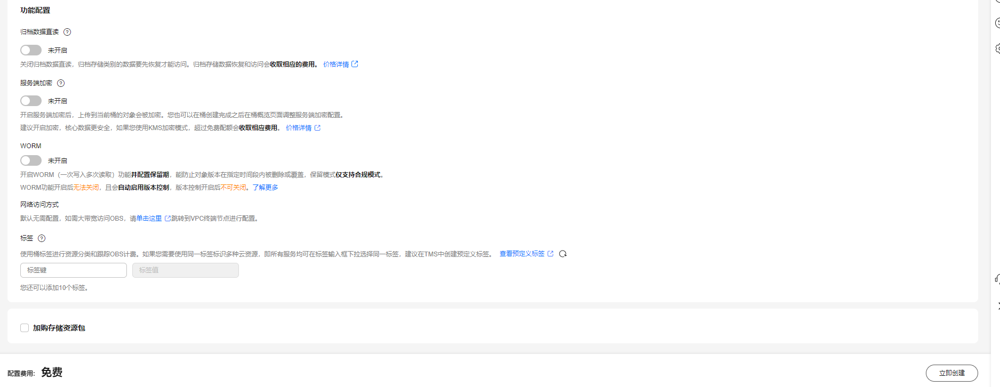 功能配置
归档数据直读
未开启
关闭归档数据直读，归档存储类别的数据要先恢复才能访问。归档存储数据恢复和访问会收取相应的费用。 价格详情
服务端加密
未开启
开启服务端加密后，上传到当前桶的对象会被加密。您也可以在桶创建完成之后在桶概览页面调整服务端加密配置。
建议开启加密，核心数据更安全，如果您使用KMS加密模式，超过免费配额会收取相应费用。 价格详情
WORM
未开启
开启WORM（一次写入多次读取）功能并配置保留期，能防止对象版本在指定时间段内被删除或覆盖，保留模式仅支持合规模式。
WORM功能开启后无法关闭，且会自动启用版本控制，版本控制开启后不可关闭。了解更多
网络访问方式
默认无需配置，如需大带宽访问OBS，请单击这里 跳转到VPC终端节点进行配置。
标签
使用桶标签进行资源分类和跟踪OBS计费。如果您需要使用同一标签标识多种云资源，即所有服务均可在标签输入框下拉选择同一标签，建议在TMS中创建预定义标签。 查看预定义标签
标签键 标签值
您还可以添加10个标签。
加购存储资源包
配置费用: 免费
立即创建